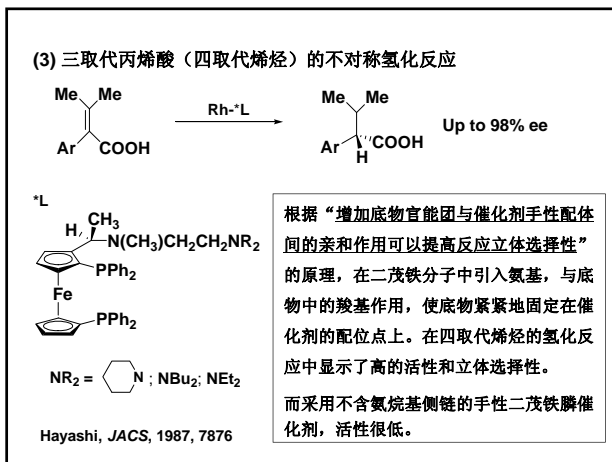 (3) 三取代丙烯酸（四取代烯烃）的不对称氢化反应
Me Me
Rh-*L
Ar COOH
Me Me
Ar COOH
H
Up to 98% ee
*L
CH3
H, N(CH3)CH2CH2NR2
PPh2
Fe
PPh2
NR2 = N ; NBu2; NEt2
Hayashi, JACS, 1987, 7876
根据“增加底物官能团与催化剂手性配体
间的亲和作用可以提高反应立体选择性”
的原理，在二茂铁分子中引入氨基，与底
物中的羧基作用，使底物紧紧地固定在催
化剂的配位点上。在四取代烯烃的氢化反
应中显示了高的活性和立体选择性。
而采用不含氨烷基侧链的手性二茂铁膦催
化剂，活性很低。